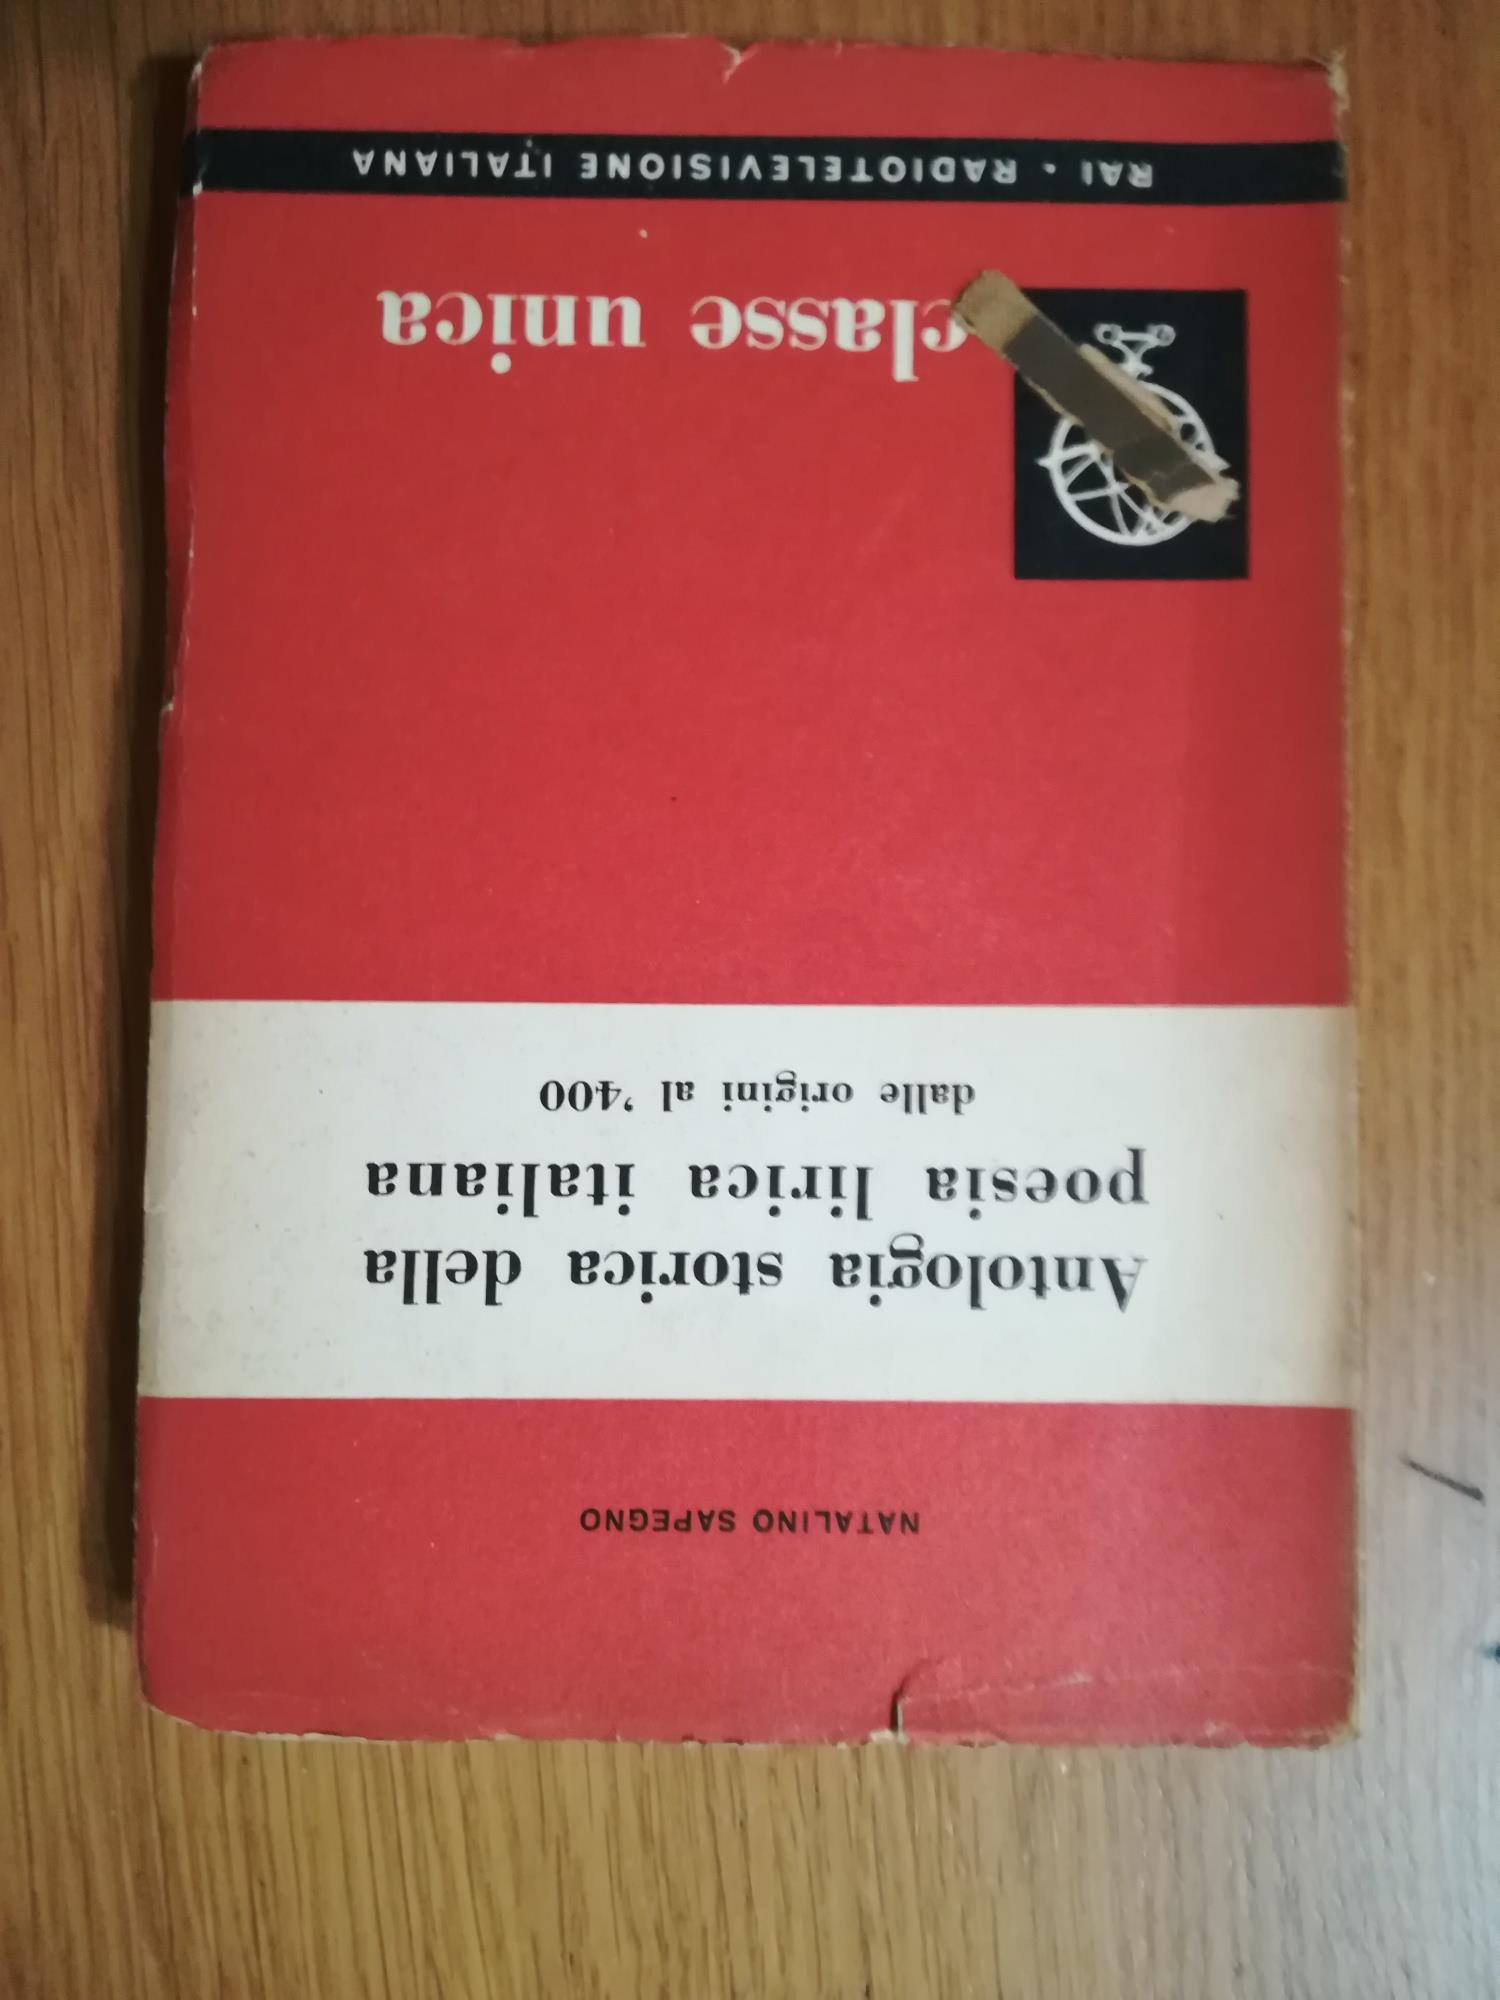 NATALINO SAPEGNO
Antologia storica della
poesia lirica italiana
dalle origini al '400
classe unica
RAI - RADIOTELEVISIONE ITALIANA